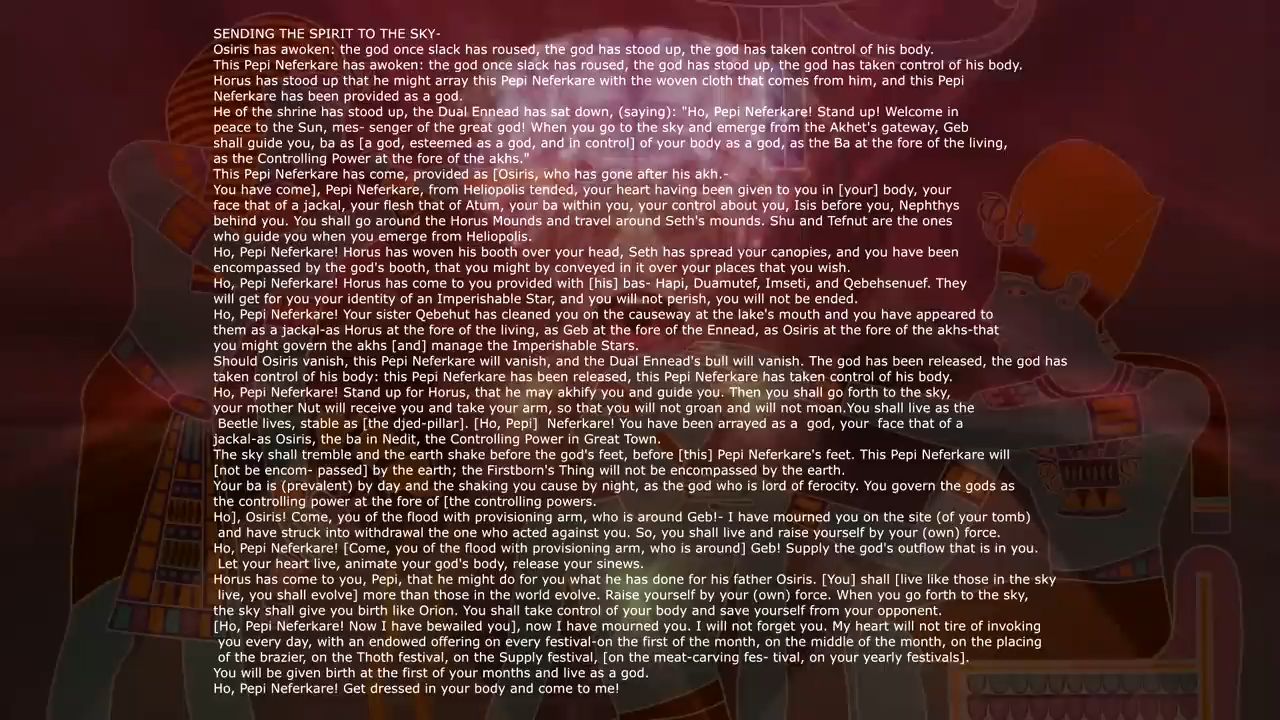 SENDING THE SPIRIT TO THE SKY-
Osiris has awoken: the god once slack has roused, the god has stood up, the god has taken control of his body.
This Pepi Neferkare has awoken: the god once slack has roused, the god has stood up, the god has taken control of his body.
Horus has stood up that he might array this Pepi Neferkare with the woven cloth that comes from him, and this Pepi
Neferkare has been provided as a god.
He of the shrine has stood up, the Dual Ennead has sat down, (saying): "Ho, Pepi Neferkare! Stand up! Welcome in
peace to the Sun, mes- senger of the great god! When you go to the sky and emerge from the Akhet's gateway, Geb
shall guide you, ba as [a god, esteemed as a god, and in control] of your body as a god, as the Ba at the fore of the living,
as the Controlling Power at the fore of the akhs."
This Pepi Neferkare has come, provided as [Osiris, who has gone after his akh.-
You have come], Pepi Neferkare, from Heliopolis tended, your heart having been given to you in [your] body, your
face that of a jackal, your flesh that of Atum, your ba within you, your control about you, Isis before you, Nephthys
behind you. You shall go around the Horus Mounds and travel around Seth's mounds. Shu and Tefnut are the ones
who guide you when you emerge from Heliopolis.
Ho, Pepi Neferkare! Horus has woven his booth over your head, Seth has spread your canopies, and you have been
encompassed by the god's booth, that you might by conveyed in it over your places that you wish.
Ho, Pepi Neferkare! Horus has come to you provided with [his] bas- Hapi, Duamutef, Imseti, and Qebehsenuef. They
will get for you your identity of an Imperishable Star, and you will not perish, you will not be ended.
Ho, Pepi Neferkare! Your sister Qebehut has cleaned you on the causeway at the lake's mouth and you have appeared to
them as a jackal-as Horus at the fore of the living, as Geb at the fore of the Ennead, as Osiris at the fore of the akhs-that
you might govern the akhs [and] manage the Imperishable Stars.
Should Osiris vanish, this Pepi Neferkare will vanish, and the Dual Ennead's bull will vanish. The god has been released, the god has
taken control of his body: this Pepi Neferkare has been released, this Pepi Neferkare has taken control of his body.
Ho, Pepi Neferkare! Stand up for Horus, that he may akhify you and guide you. Then you shall go forth to the sky,
your mother Nut will receive you and take your arm, so that you will not groan and will not moan.You shall live as the
Beetle lives, stable as [the djed-pillar]. [Ho, Pepi] Neferkare! You have been arrayed as a god, your face that of a
jackal-as Osiris, the ba in Nedit, the Controlling Power in Great Town.
The sky shall tremble and the earth shake before the god's feet, before [this] Pepi Neferkare's feet. This Pepi Neferkare will
[not be encom- passed] by the earth; the Firstborn's Thing will not be encompassed by the earth.
Your ba is (prevalent) by day and the shaking you cause by night, as the god who is lord of ferocity. You govern the gods as
the controlling power at the fore of [the controlling powers.
Ho], Osiris! Come, you of the flood with provisioning arm, who is around Geb!- I have mourned you on the site (of your tomb)
and have struck into withdrawal the one who acted against you. So, you shall live and raise yourself by your (own) force.
Ho, Pepi Neferkare! [Come, you of the flood with provisioning arm, who is around] Geb! Supply the god's outflow that is in you.
Let your heart live, animate your god's body, release your sinews.
Horus has come to you, Pepi, that he might do for you what he has done for his father Osiris. [You] shall [live like those in the sky
live, you shall evolve] more than those in the world evolve. Raise yourself by your (own) force. When you go forth to the sky,
the sky shall give you birth like Orion. You shall take control of your body and save yourself from your opponent.
[Ho, Pepi Neferkare! Now I have bewailed you], now I have mourned you. I will not forget you. My heart will not tire of invoking
you every day, with an endowed offering on every festival-on the first of the month, on the middle of the month, on the placing
of the brazier, on the Thoth festival, on the Supply festival, [on the meat-carving fes- tival, on your yearly festivals].
You will be given birth at the first of your months and live as a god.
Ho, Pepi Neferkare! Get dressed in your body and come to me!